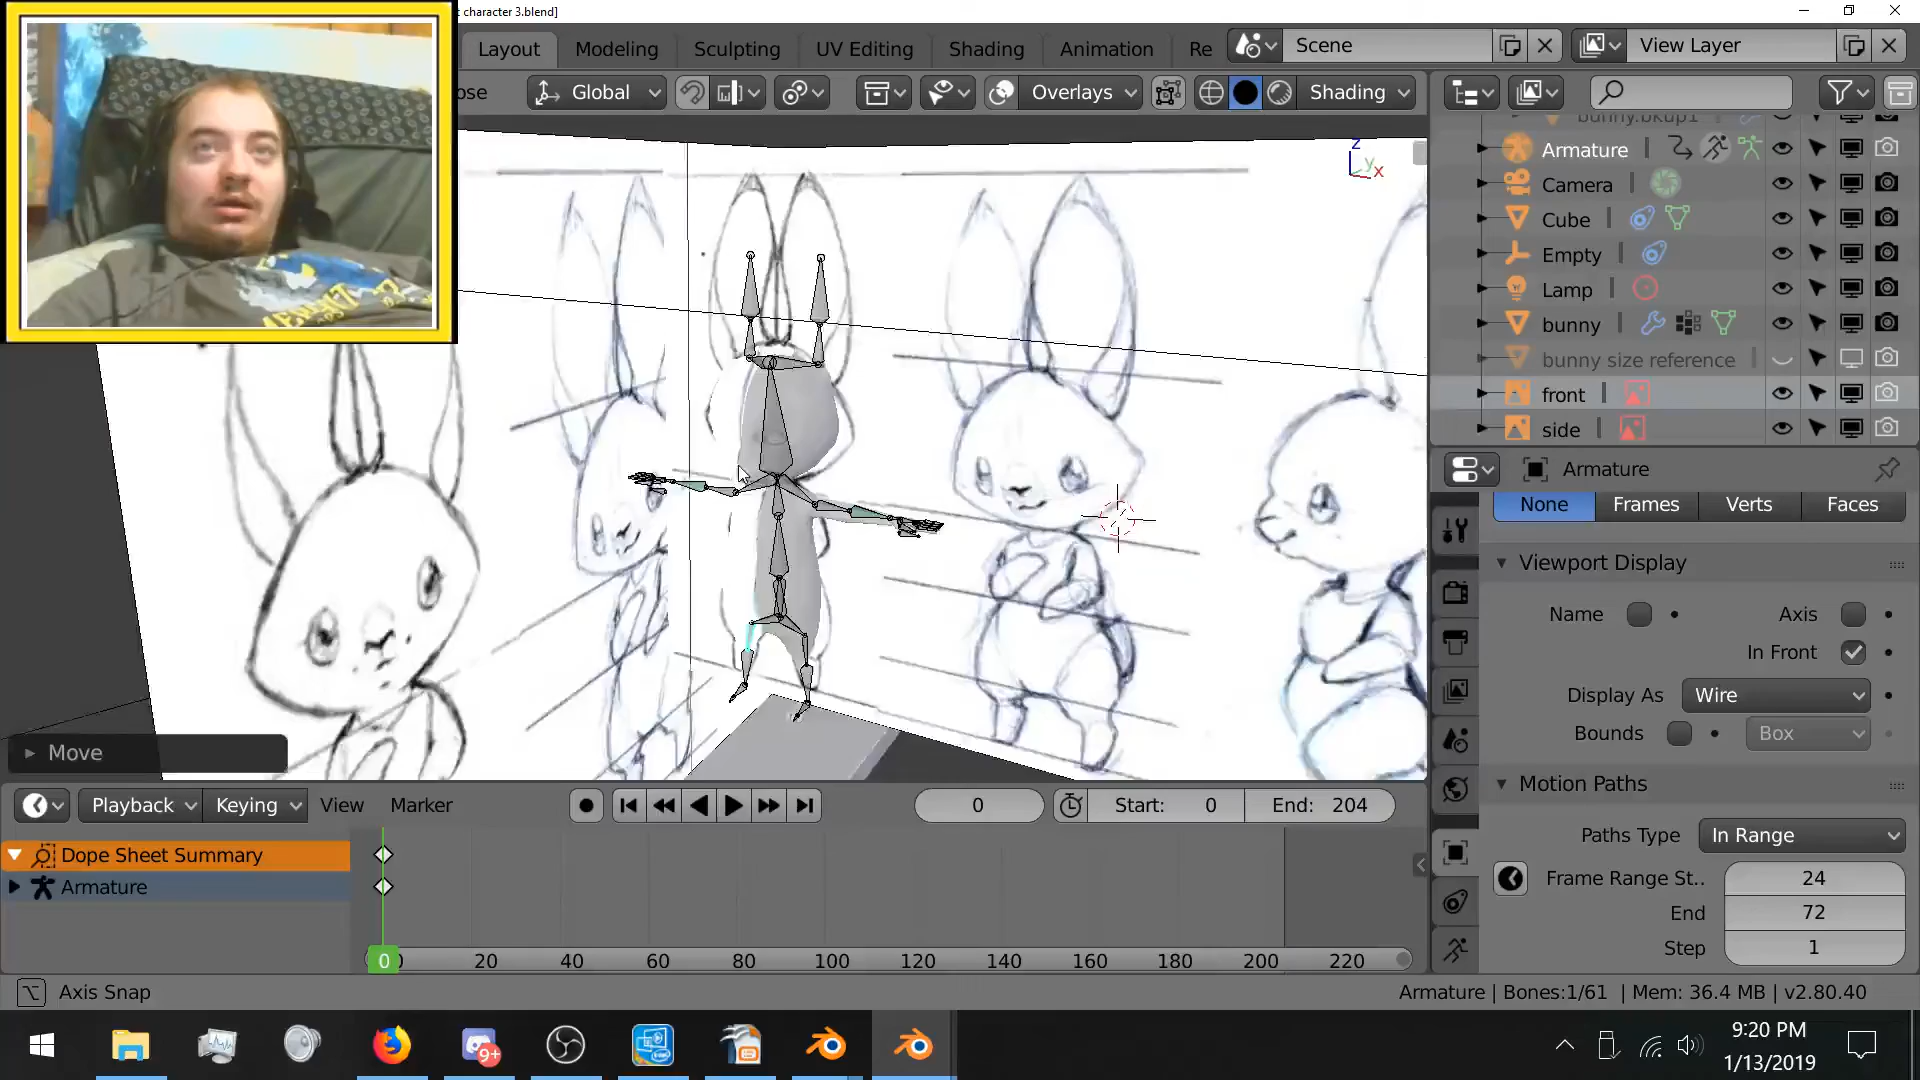 t character 3.blend]
Layout
Modeling
Sculpting
UV Editing
Shading
Animation
Re
Scene
View Layer
ose
Global
Overlays
Shading
z
y
x
bunny.bkup1
Armature
Camera
Cube
Empty
Lamp
bunny
bunny size reference
front
side
Armature
None
Frames
Verts
Faces
Viewport Display
Name
Axis
In Front
Display As
Wire
Bounds
Box
Motion Paths
Paths Type
In Range
Frame Range St..
24
End
72
Step
1
Move
Playback
Keying
View
Marker
0
Start: 0
End: 204
Dope Sheet Summary
Armature
0
20
40
60
80
100
120
140
160
180
200
220
Axis Snap
Armature | Bones:1/61 | Mem: 36.4 MB | v2.80.40
9+
9:20 PM
1/13/2019